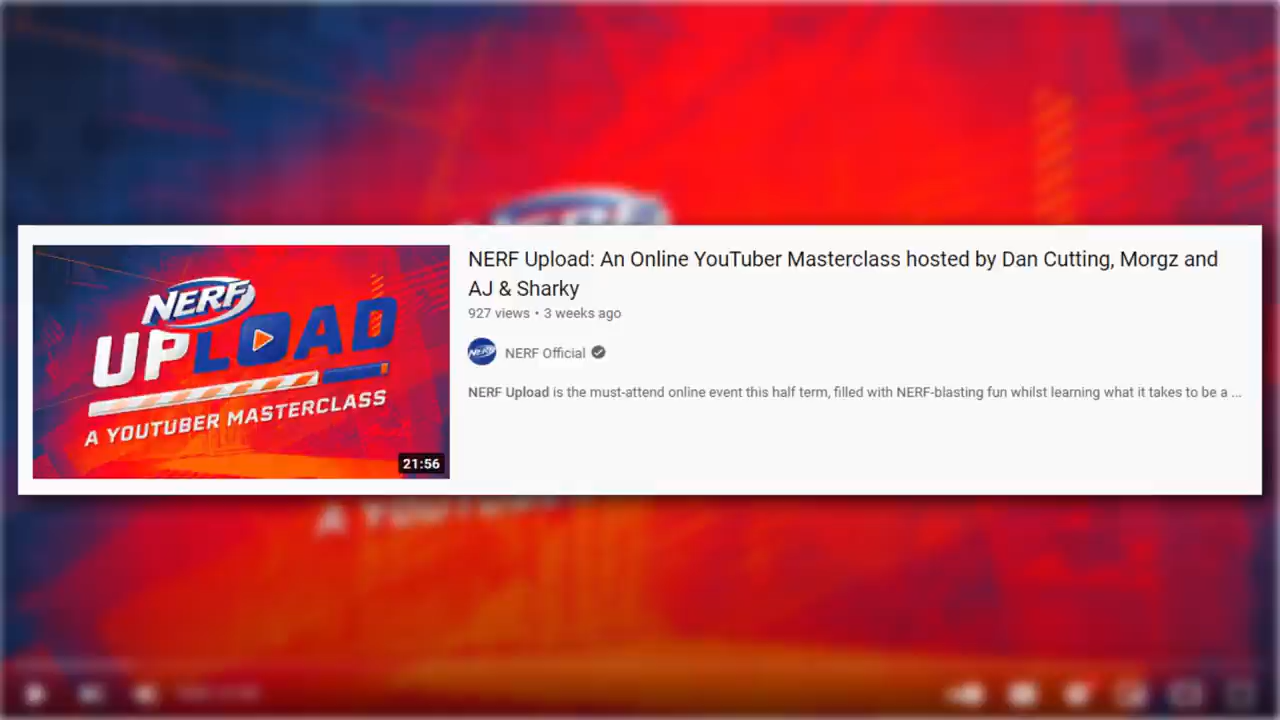 NERF
UPLOAD
A YOUTUBER MASTERCLASS
21:56
NERF Upload: An Online YouTuber Masterclass hosted by Dan Cutting, Morgz and
AJ & Sharky
927 views • 3 weeks ago
NERF
NERF Official
NERF Upload is the must-attend online event this half term, filled with NERF-blasting fun whilst learning what it takes to be a ...